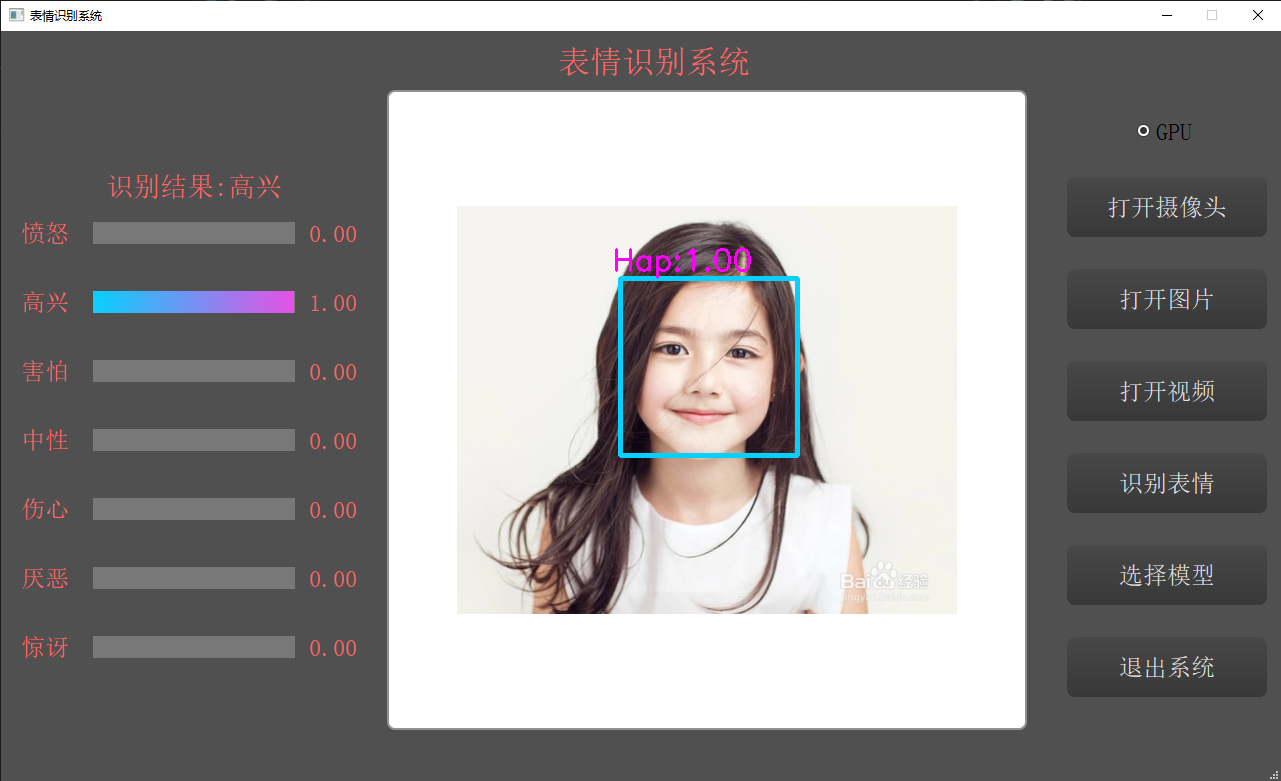 表情识别系统
表情识别系统
识别结果:高兴
愤怒 0.00
高兴 1.00
害怕 0.00
中性 0.00
伤心 0.00
厌恶 0.00
惊讶 0.00
Hap:1.00
Bai 经验
jingyan.baidu.com
GPU
打开摄像头
打开图片
打开视频
识别表情
选择模型
退出系统